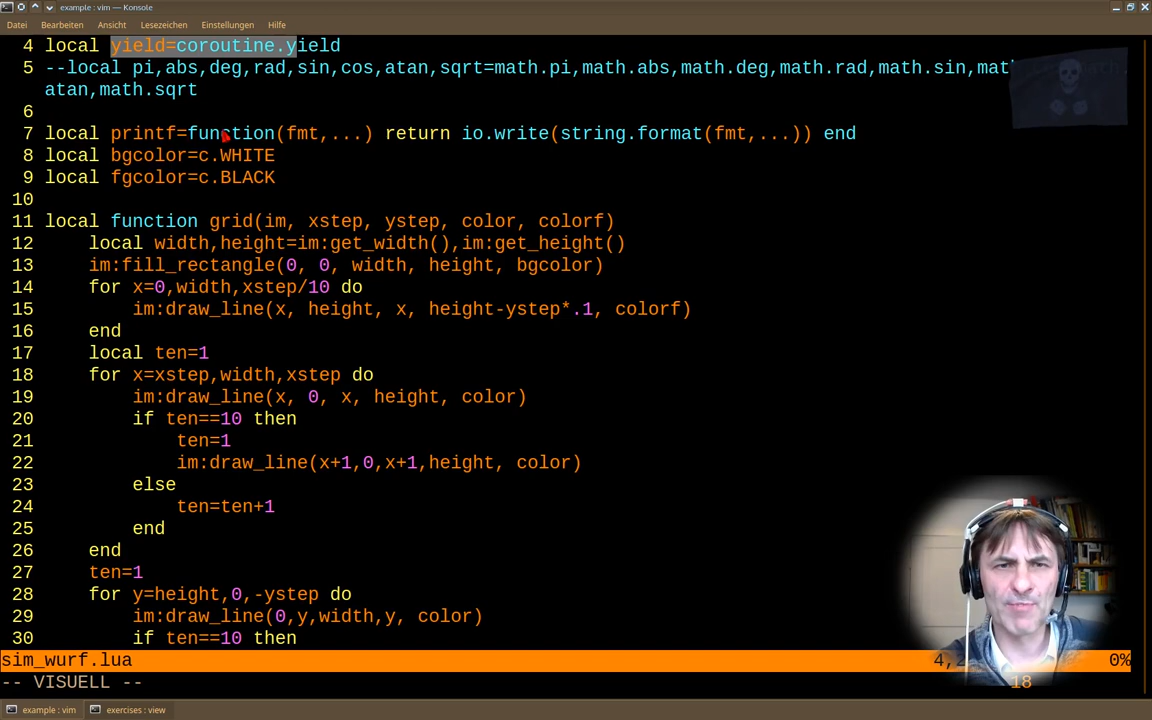 example : vim — Konsole
Datei Bearbeiten Ansicht Lesezeichen Einstellungen Hilfe
4 local yield=coroutine.yield
5 --local pi,abs,deg,rad,sin,cos,atan,sqrt=math.pi,math.abs,math.deg,math.rad,math.sin,
atan,math.sqrt
6
7 local printf=function(fmt,...) return io.write(string.format(fmt,...)) end
8 local bgcolor=c.WHITE
9 local fgcolor=c.BLACK
10
11 local function grid(im, xstep, ystep, color, colorf)
12     local width,height=im:get_width(),im:get_height()
13     im:fill_rectangle(0, 0, width, height, bgcolor)
14     for x=0,width,xstep/10 do
15         im:draw_line(x, height, x, height-ystep*.1, colorf)
16     end
17     local ten=1
18     for x=xstep,width,xstep do
19         im:draw_line(x, 0, x, height, color)
20         if ten==10 then
21             ten=1
22             im:draw_line(x+1,0,x+1,height, color)
23         else
24             ten=ten+1
25         end
26     end
27     ten=1
28     for y=height,0,-ystep do
29         im:draw_line(0,y,width,y, color)
30         if ten==10 then
sim_wurf.lua 0%
-- VISUELL -- 18
example : vim exercises : view